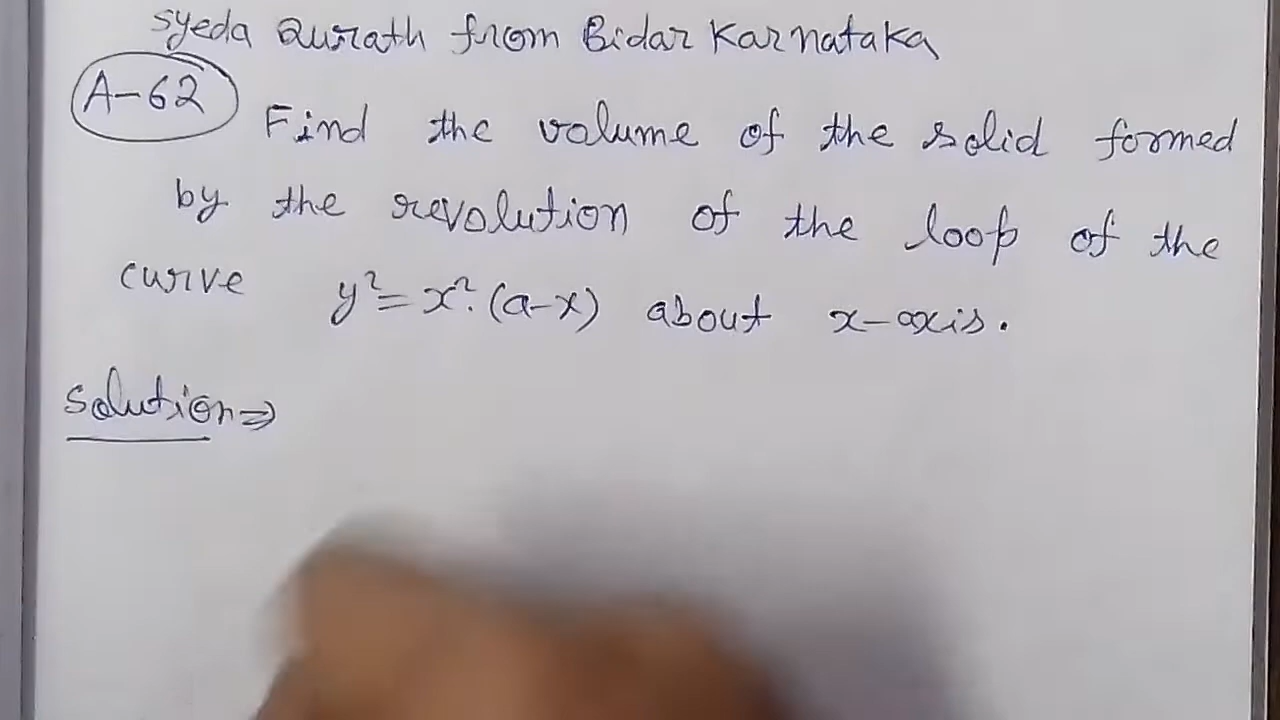 syeda Qurath from Bidar Karnataka
A-62 Find the volume of the solid formed
by the revolution of the loop of the
curve y²=x².(a-x) about x-axis.
Solution⇒